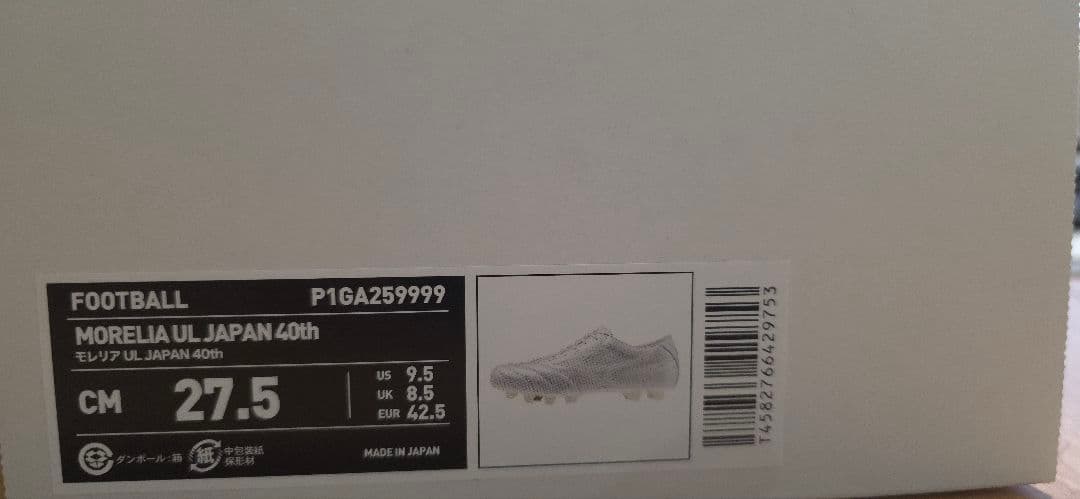 FOOTBALL P1GA259999
MORELIA UL JAPAN 40th
モレリア UL JAPAN 40th
CM 27.5
US 9.5
UK 8.5
EUR 42.5
ダンボール:箱
紙 中包装紙
保形材
MADE IN JAPAN
T4582766429753